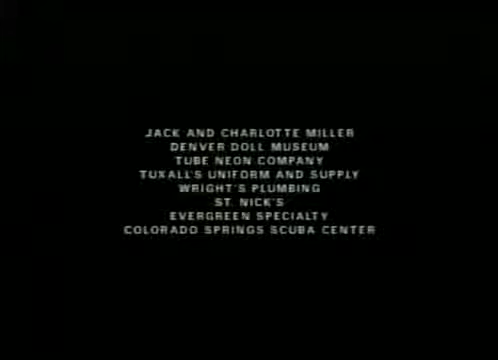 JACK AND CHARLOTTE MILLER
DENVER DOLL MUSEUM
TUBE NEON COMPANY
TUXALL'S UNIFORM AND SUPPLY
WRIGHT'S PLUMBING
ST. NICK'S
EVERGREEN SPECIALTY
COLORADO SPRINGS SCUBA CENTER